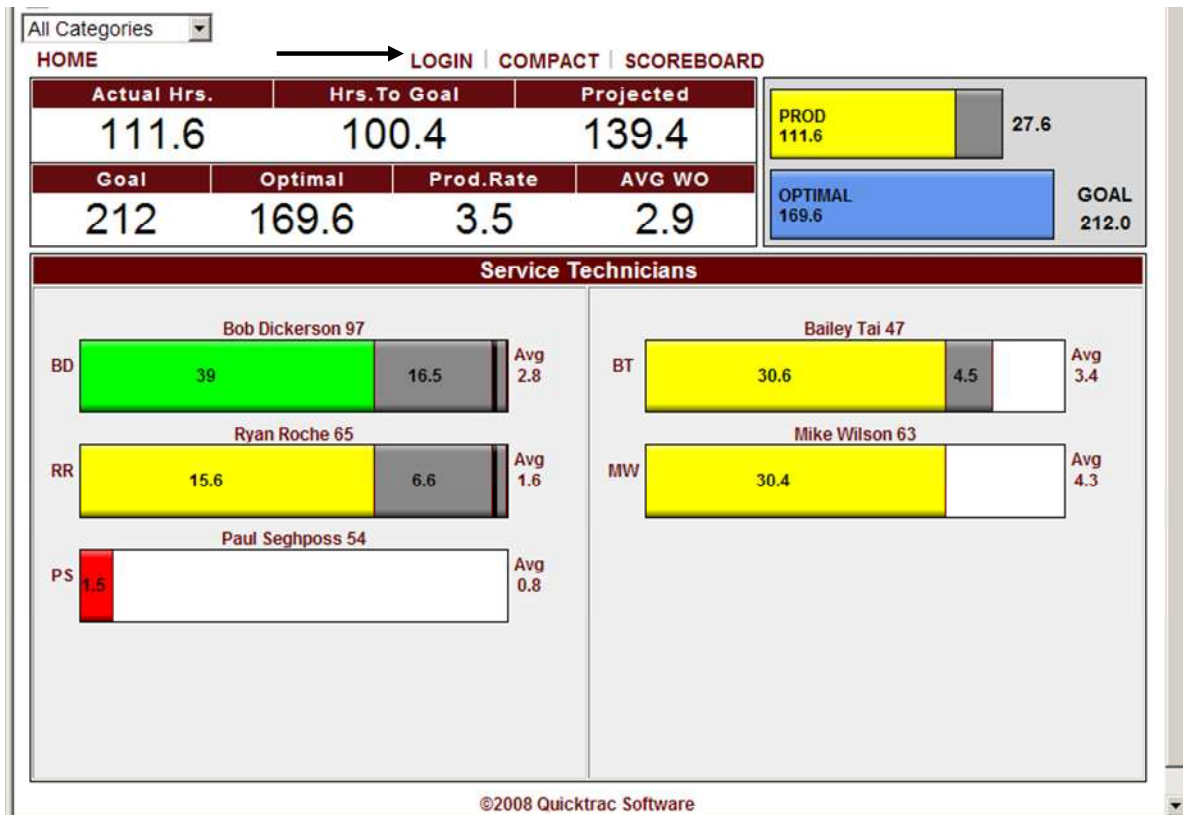 All Categories
HOME LOGIN | COMPACT | SCOREBOARD
Actual Hrs. Hrs.To Goal Projected
111.6 100.4 139.4
Goal Optimal Prod.Rate AVG WO
212 169.6 3.5 2.9
PROD
111.6
27.6
OPTIMAL
169.6
GOAL
212.0
Service Technicians
Bob Dickerson 97
BD 39 16.5 Avg
2.8
Ryan Roche 65
RR 15.6 6.6 Avg
1.6
Paul Seghposs 54
PS 1.5 Avg
0.8
Bailey Tai 47
BT 30.6 4.5 Avg
3.4
Mike Wilson 63
MW 30.4 Avg
4.3
©2008 Quicktrac Software